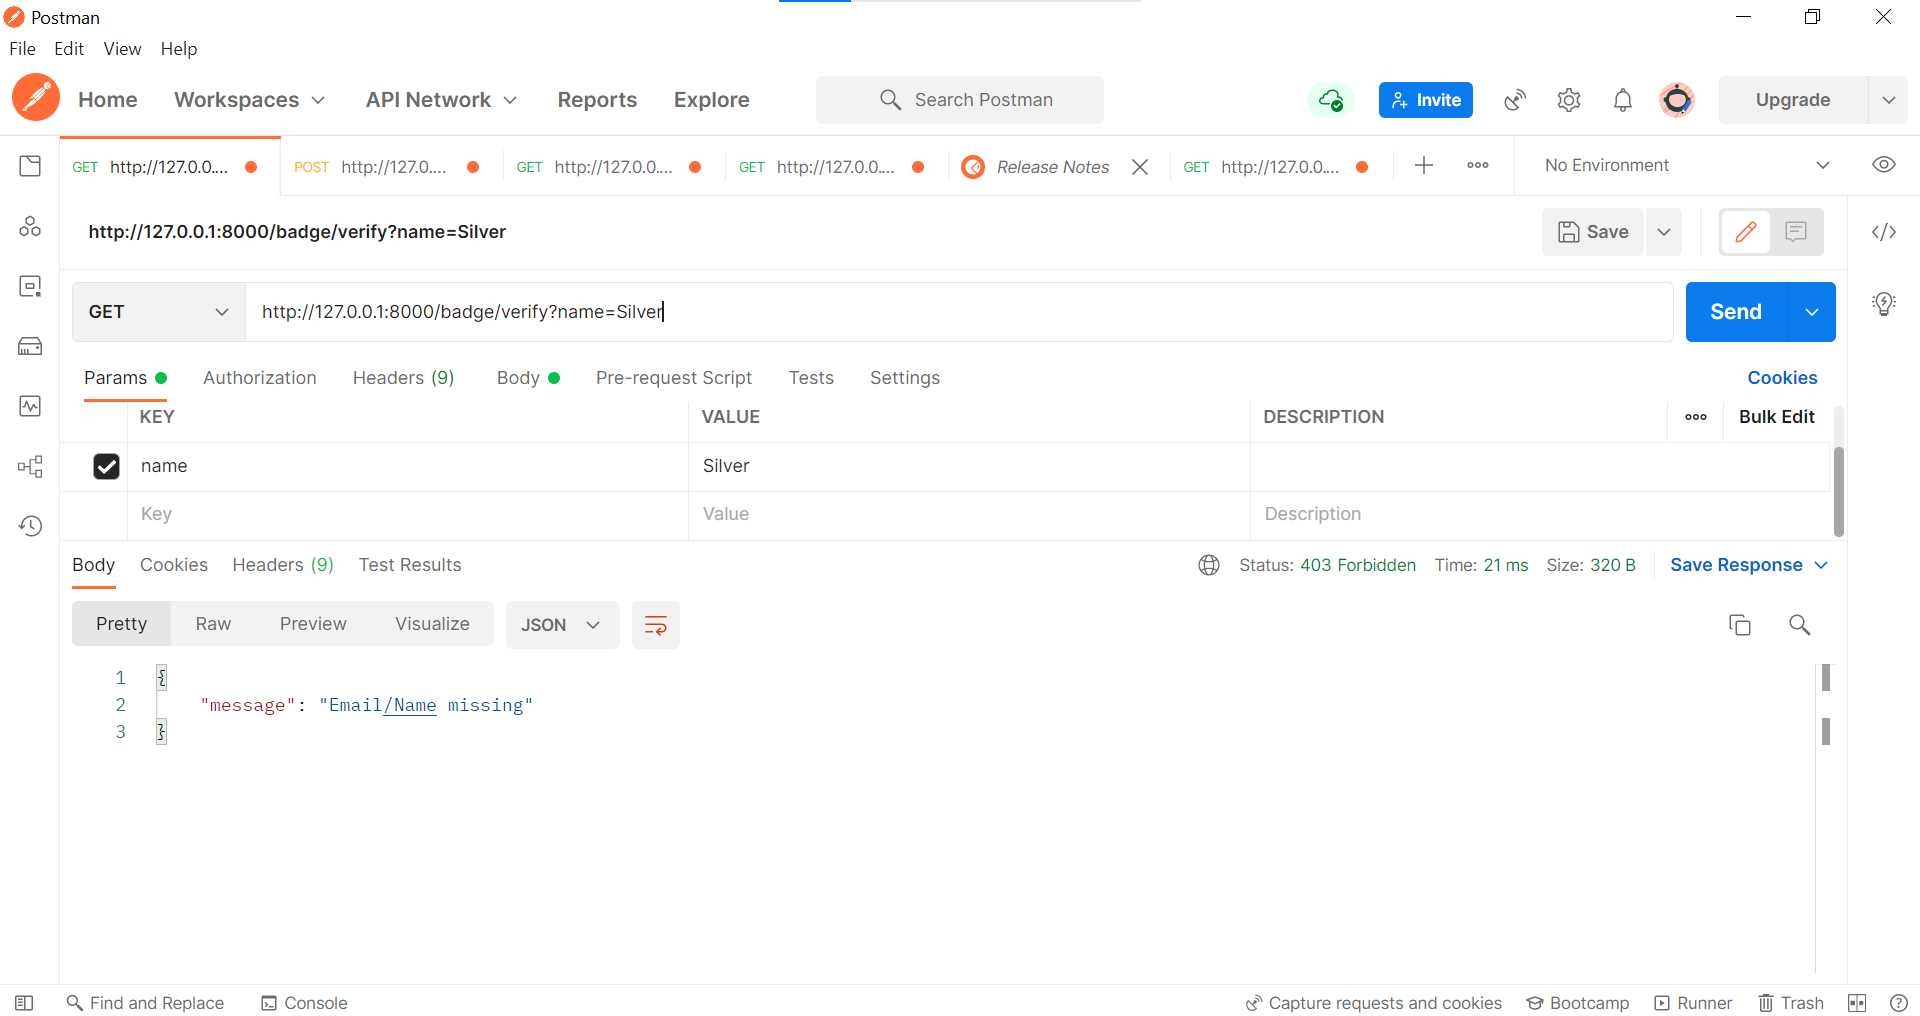 Postman
File Edit View Help
Home Workspaces API Network Reports Explore Search Postman Invite Upgrade
GET http://127.0.0.... POST http://127.0.... GET http://127.0.0.... GET http://127.0.0.... Release Notes GET http://127.0.0.... No Environment
http://127.0.0.1:8000/badge/verify?name=Silver Save
GET http://127.0.0.1:8000/badge/verify?name=Silver Send
Params Authorization Headers (9) Body Pre-request Script Tests Settings Cookies
KEY VALUE DESCRIPTION Bulk Edit
name Silver
Key Value Description
Body Cookies Headers (9) Test Results Status: 403 Forbidden Time: 21 ms Size: 320 B Save Response
Pretty Raw Preview Visualize JSON
1 {
2 "message": "Email/Name missing"
3 }
Find and Replace Console Capture requests and cookies Bootcamp Runner Trash